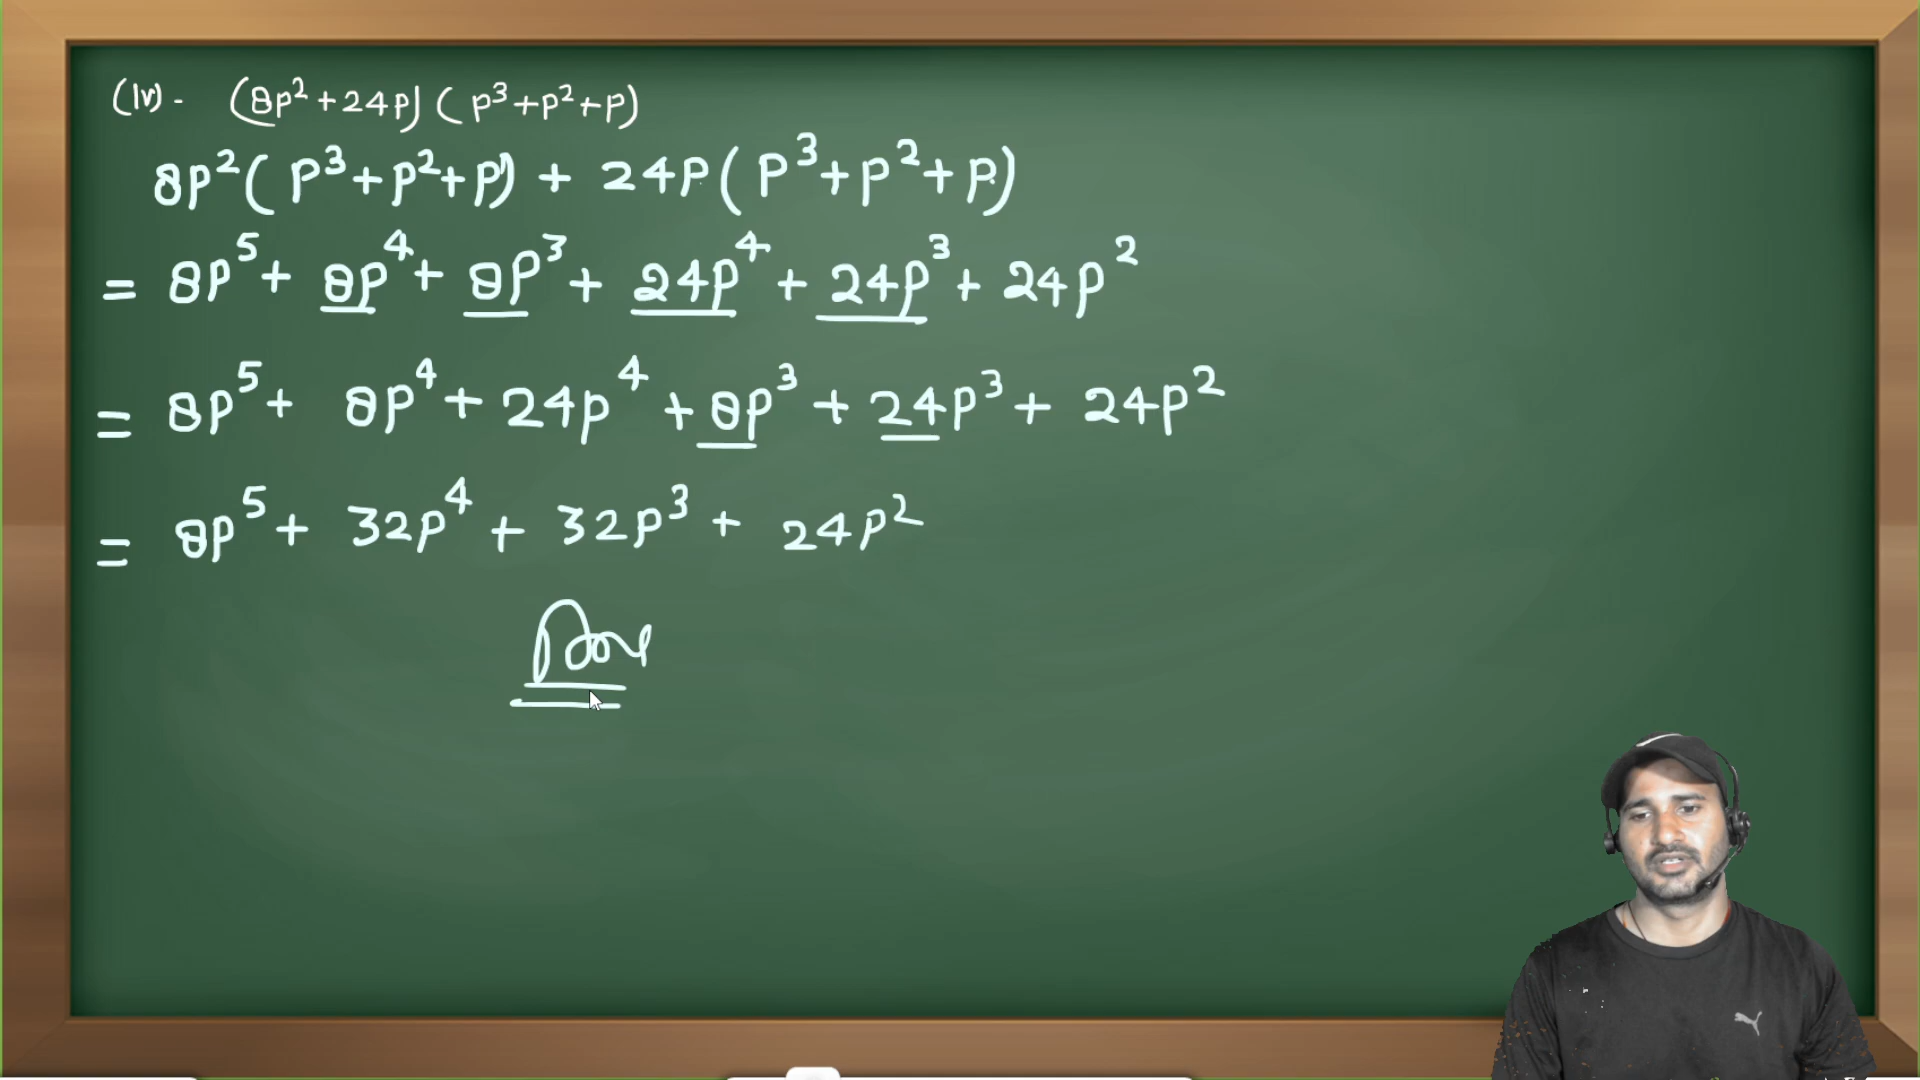 (iv) - (8p²+24p) (p³+p²+p)
8p²(p³+p²+p) + 24p(p³+p²+p)
= 8p⁵ + 8p⁴ + 8p³ + 24p⁴ + 24p³ + 24p²
= 8p⁵ + 8p⁴ + 24p⁴ + 8p³ + 24p³ + 24p²
= 8p⁵ + 32p⁴ + 32p³ + 24p²
Ans